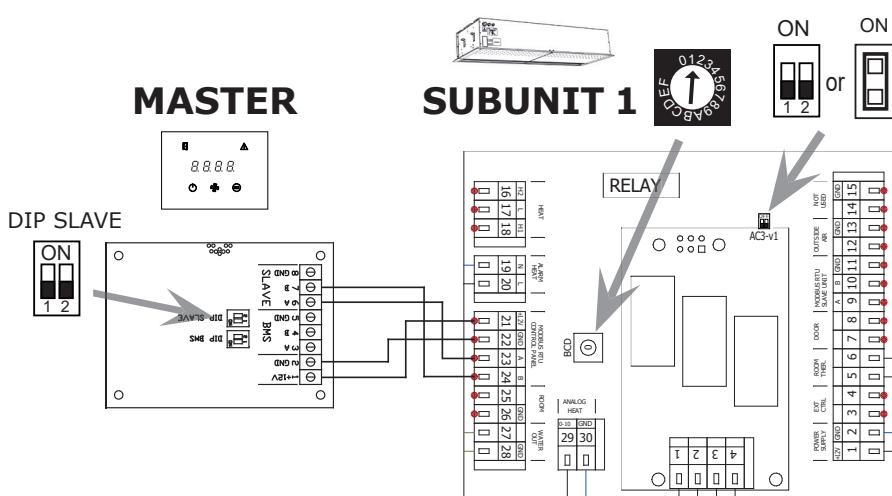 ON
ON
or
1 2
MASTER
SUBUNIT 1
0123456789ABCDEF
8.8.8.8.
DIP SLAVE
ON
1 2
RELAY
AC3-v1
SLAVE
BMS
8 GND
7 B
6 A
5 GND
4 B
3 A
2 GND
1+12V
DIP SLAVE
DIP BMS
16 H2
17 L
18 H1
HEAT
19 N
20 L
ALARM
HEAT
21 +12V
22 GND
23 A
24 B
MODBUS RTU
CONTROL PANEL
25
26 GND
ROOM
27
28 GND
WATER
OUT
BCD
0
ANALOG
HEAT
0-10 GND
29 30
1 2 3 4
NOT
USED
GND 15
14
OUTSIDE
AIR
GND 13
12
MODBUS RTU
SLAVE UNIT
GND 11
B 10
A 9
DOOR
8
7
ROOM
THER.
6
5
EXT
CTRL
4
3
POWER
SUPPLY
GND 2
+12V 1